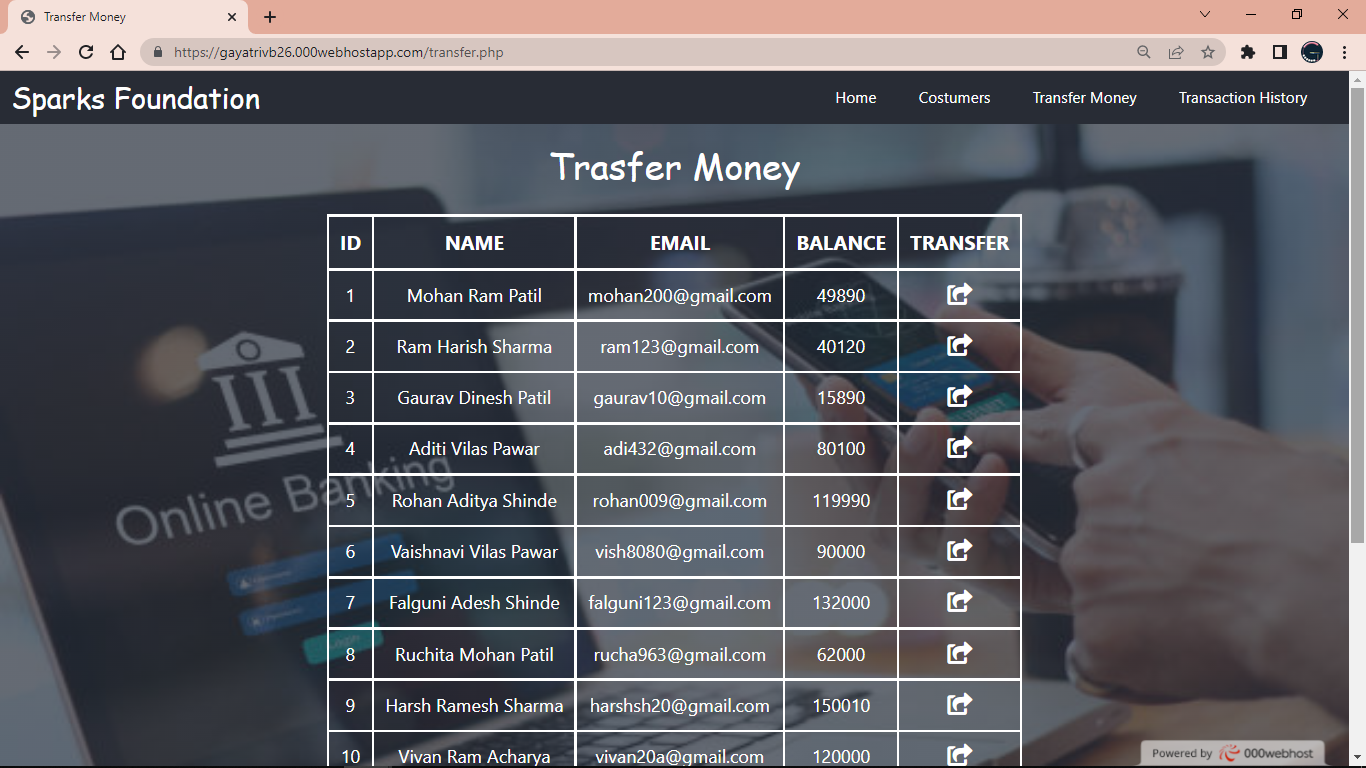 Transfer Money
https://gayatrivb26.000webhostapp.com/transfer.php
Sparks Foundation Home Costumers Transfer Money Transaction History
Trasfer Money
ID NAME EMAIL BALANCE TRANSFER
1 Mohan Ram Patil mohan200@gmail.com 49890
2 Ram Harish Sharma ram123@gmail.com 40120
3 Gaurav Dinesh Patil gaurav10@gmail.com 15890
4 Aditi Vilas Pawar adi432@gmail.com 80100
5 Rohan Aditya Shinde rohan009@gmail.com 119990
6 Vaishnavi Vilas Pawar vish8080@gmail.com 90000
7 Falguni Adesh Shinde falguni123@gmail.com 132000
8 Ruchita Mohan Patil rucha963@gmail.com 62000
9 Harsh Ramesh Sharma harshsh20@gmail.com 150010
10 Vivan Ram Acharya vivan20a@gmail.com 120000
Online Banking
Powered by 000webhost